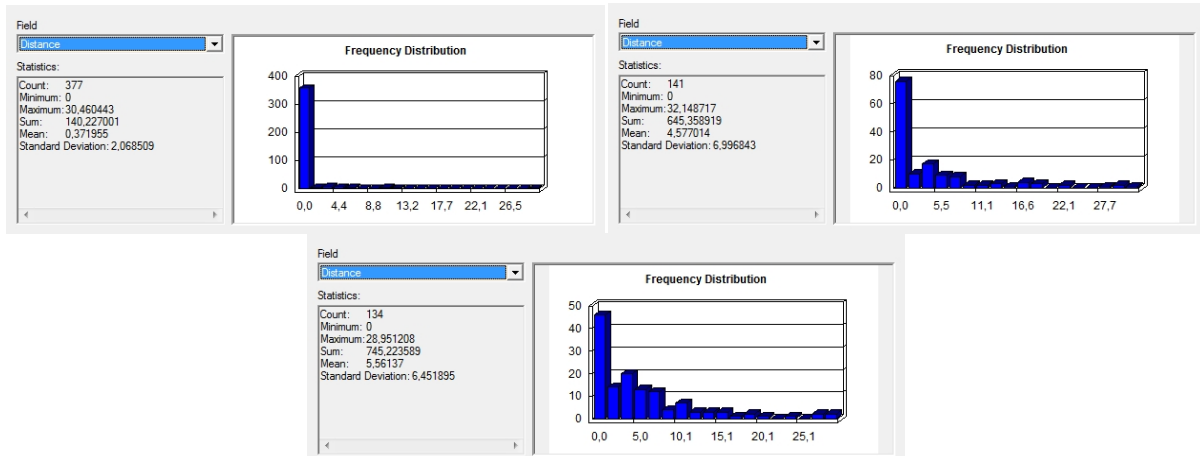 Field
Distance
Statistics:
Count: 377
Minimum: 0
Maximum: 30,460443
Sum: 140,227001
Mean: 0,371955
Standard Deviation: 2,068509
Frequency Distribution
400
300
200
100
0
0,0 4,4 8,8 13,2 17,7 22,1 26,5
Field
Distance
Statistics:
Count: 141
Minimum: 0
Maximum: 32,148717
Sum: 645,358919
Mean: 4,577014
Standard Deviation: 6,996843
Frequency Distribution
80
60
40
20
0
0,0 5,5 11,1 16,6 22,1 27,7
Field
Distance
Statistics:
Count: 134
Minimum: 0
Maximum: 28,951208
Sum: 745,223589
Mean: 5,56137
Standard Deviation: 6,451895
Frequency Distribution
50
40
30
20
10
0
0,0 5,0 10,1 15,1 20,1 25,1